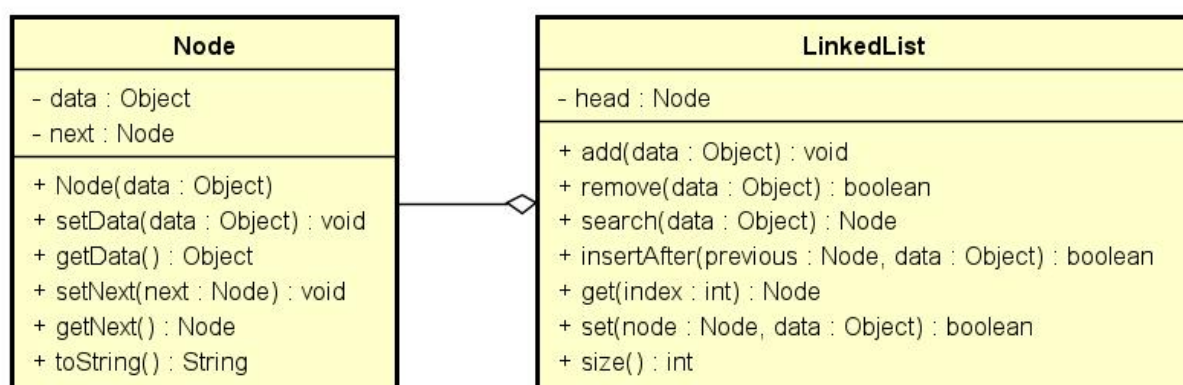 Node
- data : Object
- next : Node
+ Node(data : Object)
+ setData(data : Object) : void
+ getData() : Object
+ setNext(next : Node) : void
+ getNext() : Node
+ toString() : String
LinkedList
- head : Node
+ add(data : Object) : void
+ remove(data : Object) : boolean
+ search(data : Object) : Node
+ insertAfter(previous : Node, data : Object) : boolean
+ get(index : int) : Node
+ set(node : Node, data : Object) : boolean
+ size() : int